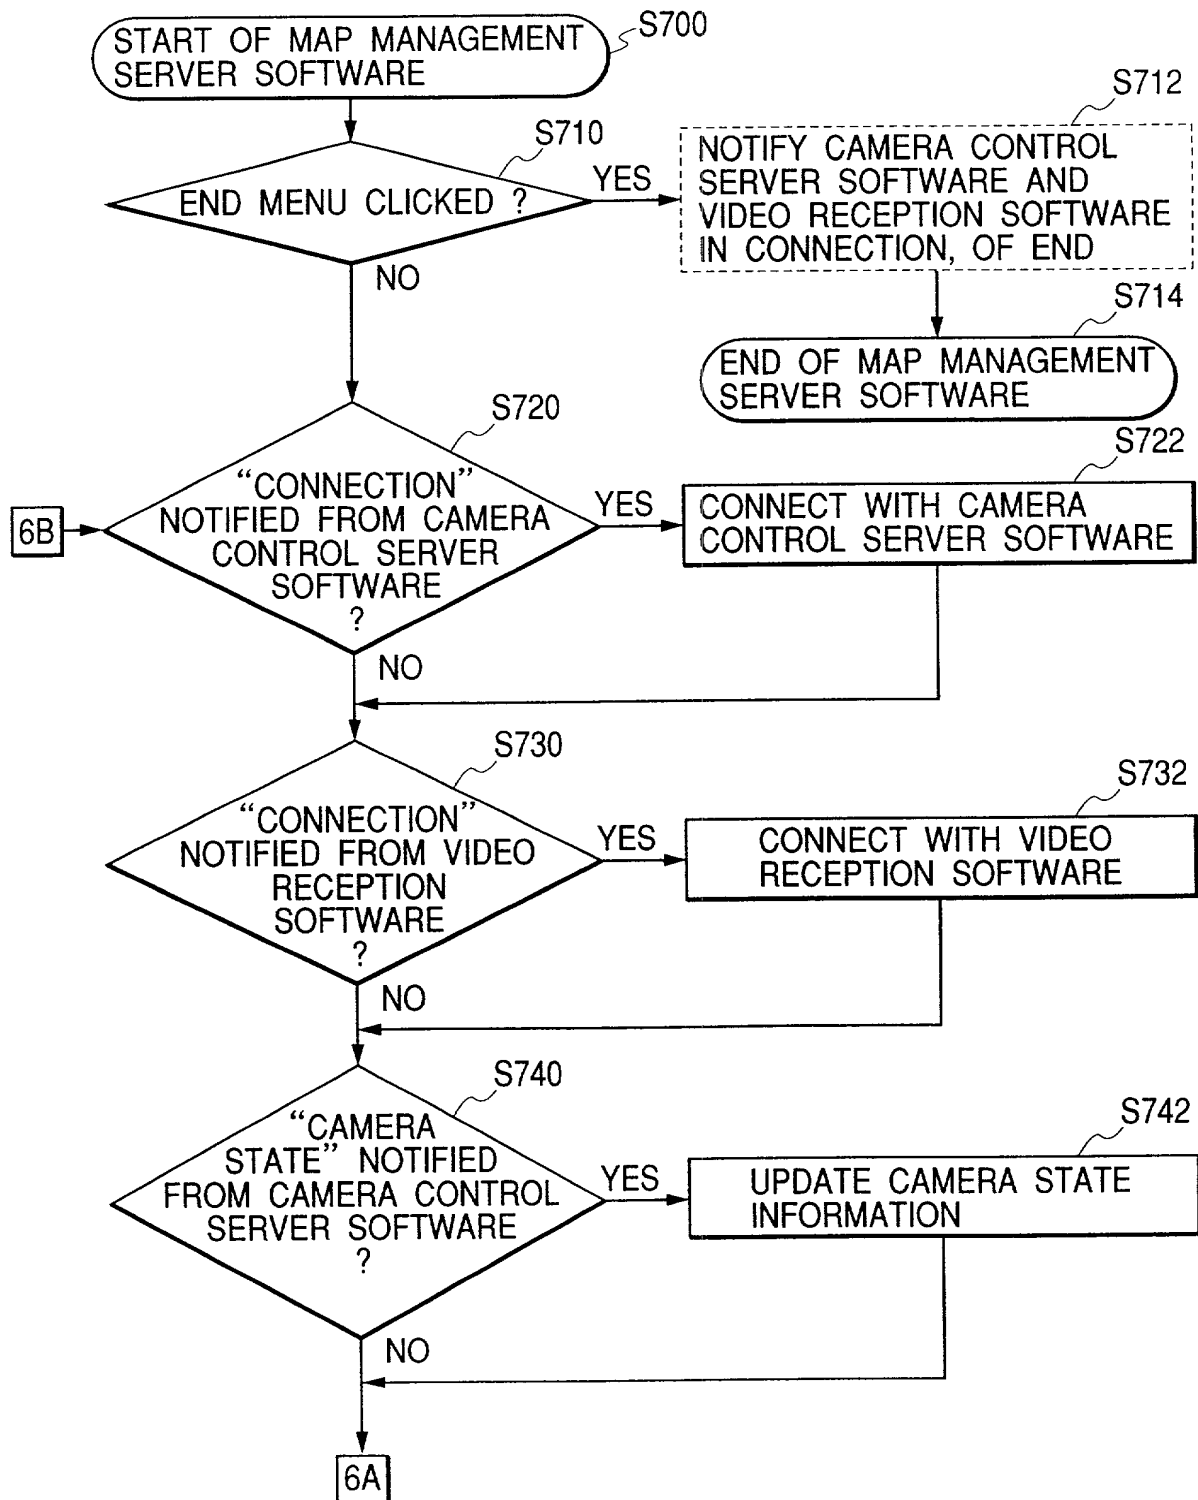 START OF MAP MANAGEMENT
SERVER SOFTWARE
S700
S710
END MENU CLICKED ?
YES
NO
S712
NOTIFY CAMERA CONTROL
SERVER SOFTWARE AND
VIDEO RECEPTION SOFTWARE
IN CONNECTION, OF END
S714
END OF MAP MANAGEMENT
SERVER SOFTWARE
S720
6B
“CONNECTION”
NOTIFIED FROM CAMERA
CONTROL SERVER
SOFTWARE
?
YES
NO
S722
CONNECT WITH CAMERA
CONTROL SERVER SOFTWARE
S730
“CONNECTION”
NOTIFIED FROM VIDEO
RECEPTION
SOFTWARE
?
YES
NO
S732
CONNECT WITH VIDEO
RECEPTION SOFTWARE
S740
“CAMERA
STATE” NOTIFIED
FROM CAMERA CONTROL
SERVER SOFTWARE
?
YES
NO
S742
UPDATE CAMERA STATE
INFORMATION
6A